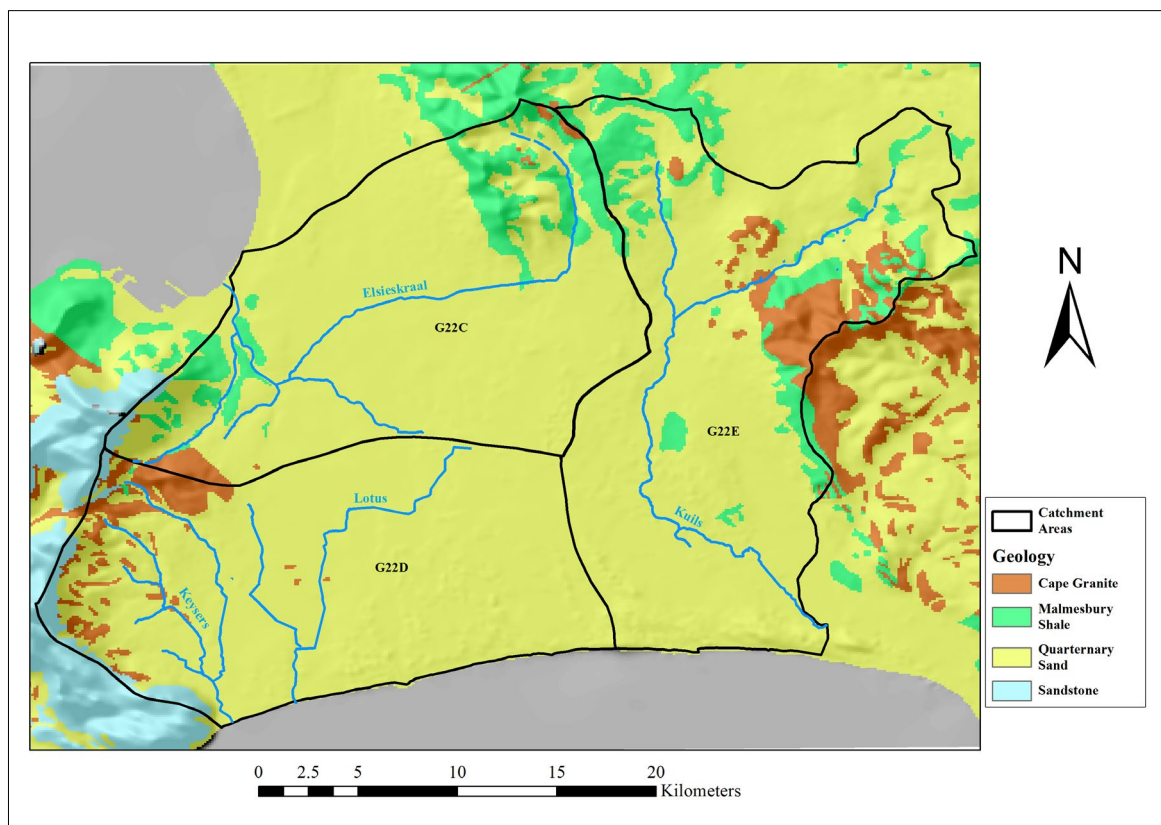 N
Elsieskraal
G22C
G22E
Lotus
Kuils
G22D
Keysers
Catchment
Areas
Geology
Cape Granite
Malmesbury
Shale
Quarternary
Sand
Sandstone
0 2.5 5 10 15 20
Kilometers